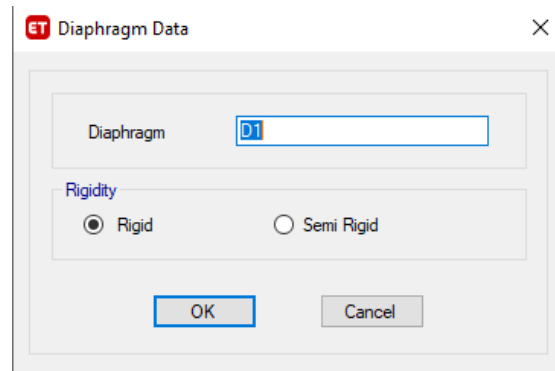 ET Diaphragm Data
Diaphragm D1
Rigidity
Rigid Semi Rigid
OK Cancel